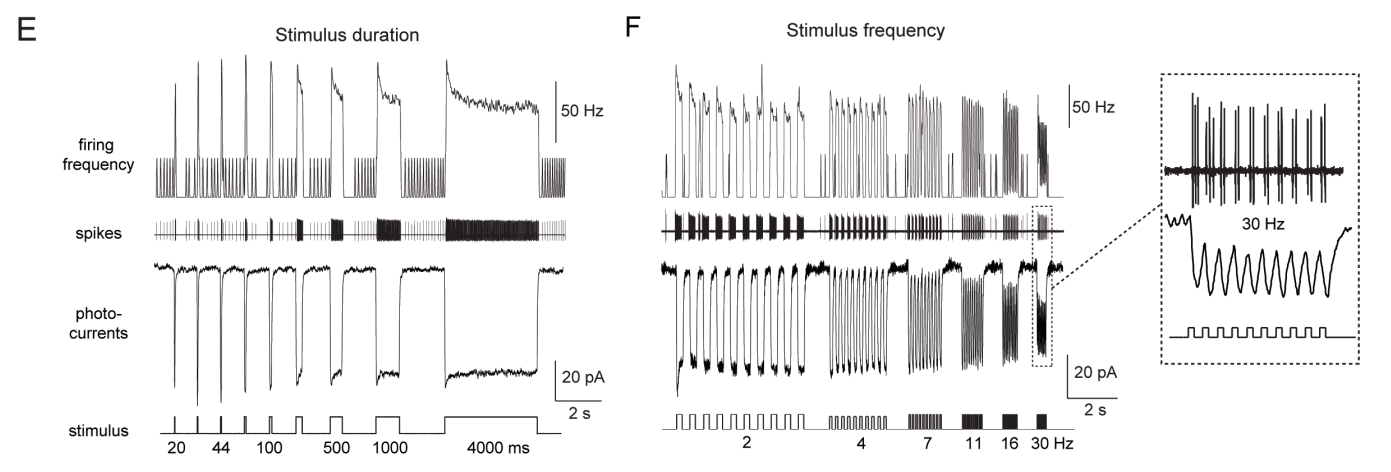 E
Stimulus duration
50 Hz
firing
frequency
spikes
photo-
currents
20 pA
2 s
stimulus
20 44 100 500 1000 4000 ms
F
Stimulus frequency
50 Hz
20 pA
2 s
2 4 7 11 16 30 Hz
30 Hz